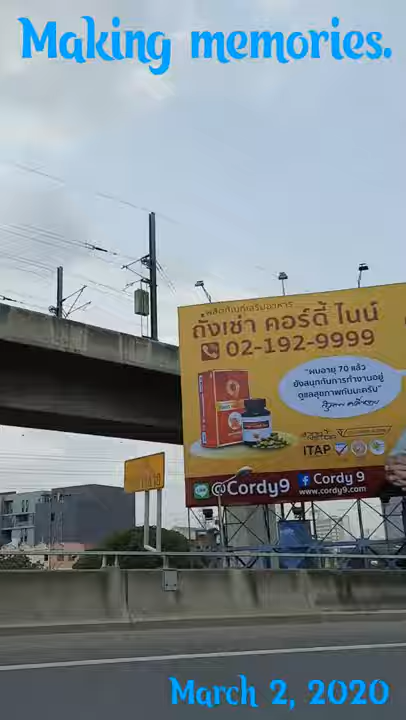 Making memories.
ผลิตภัณฑ์เสริมอาหาร
ถั่งเช่า คอร์ดี้ ไนน์
02-192-9999
"ผมอายุ 70 แล้ว
ยังสนุกกับการทำงานอยู่
ดูแลสุขภาพกันนะครับ"
9
ITAP
@Cordy9
Cordy 9
www.cordy9.com
March 2, 2020